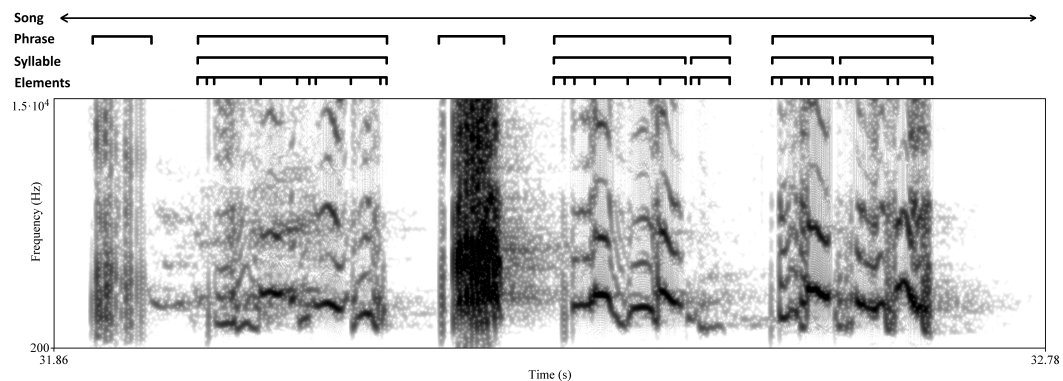 Song
Phrase
Syllable
Elements
1.5·10⁴
Frequency (Hz)
200
31.86
32.78
Time (s)